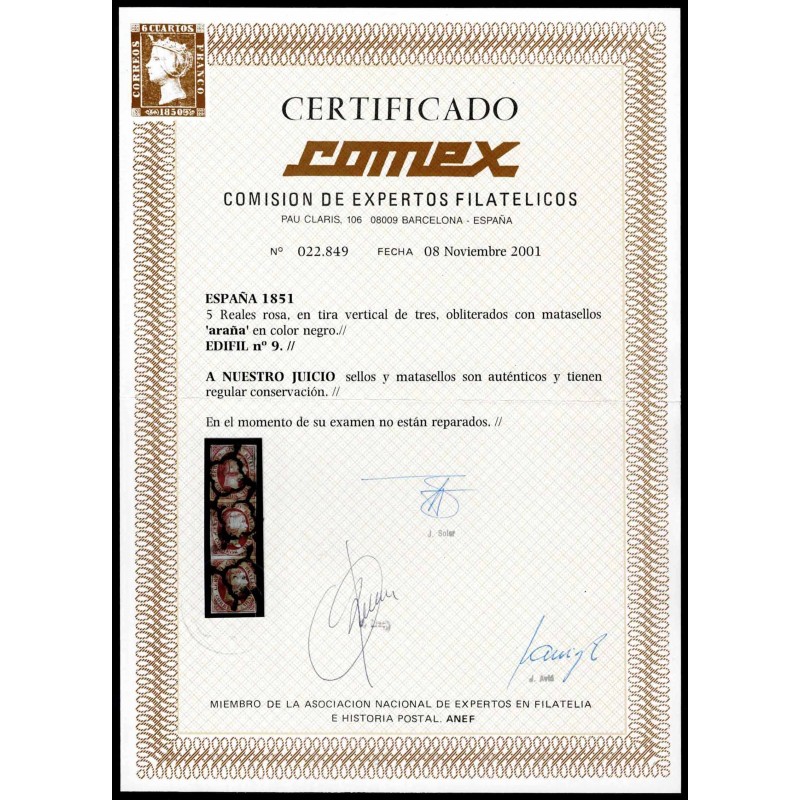 6 CUARTOS
CORREOS
FRANCO
1850
CERTIFICADO
comex
COMISION DE EXPERTOS FILATELICOS
PAU CLARIS, 106 08009 BARCELONA - ESPAÑA
Nº 022.849 FECHA 08 Noviembre 2001
ESPAÑA 1851
5 Reales rosa, en tira vertical de tres, obliterados con matasellos
'araña' en color negro.//
EDIFIL nº 9. //
A NUESTRO JUICIO sellos y matasellos son auténticos y tienen
regular conservación. //
En el momento de su examen no están reparados. //
J. Soler
J. Aviñ
MIEMBRO DE LA ASOCIACION NACIONAL DE EXPERTOS EN FILATELIA
E HISTORIA POSTAL. ANEF